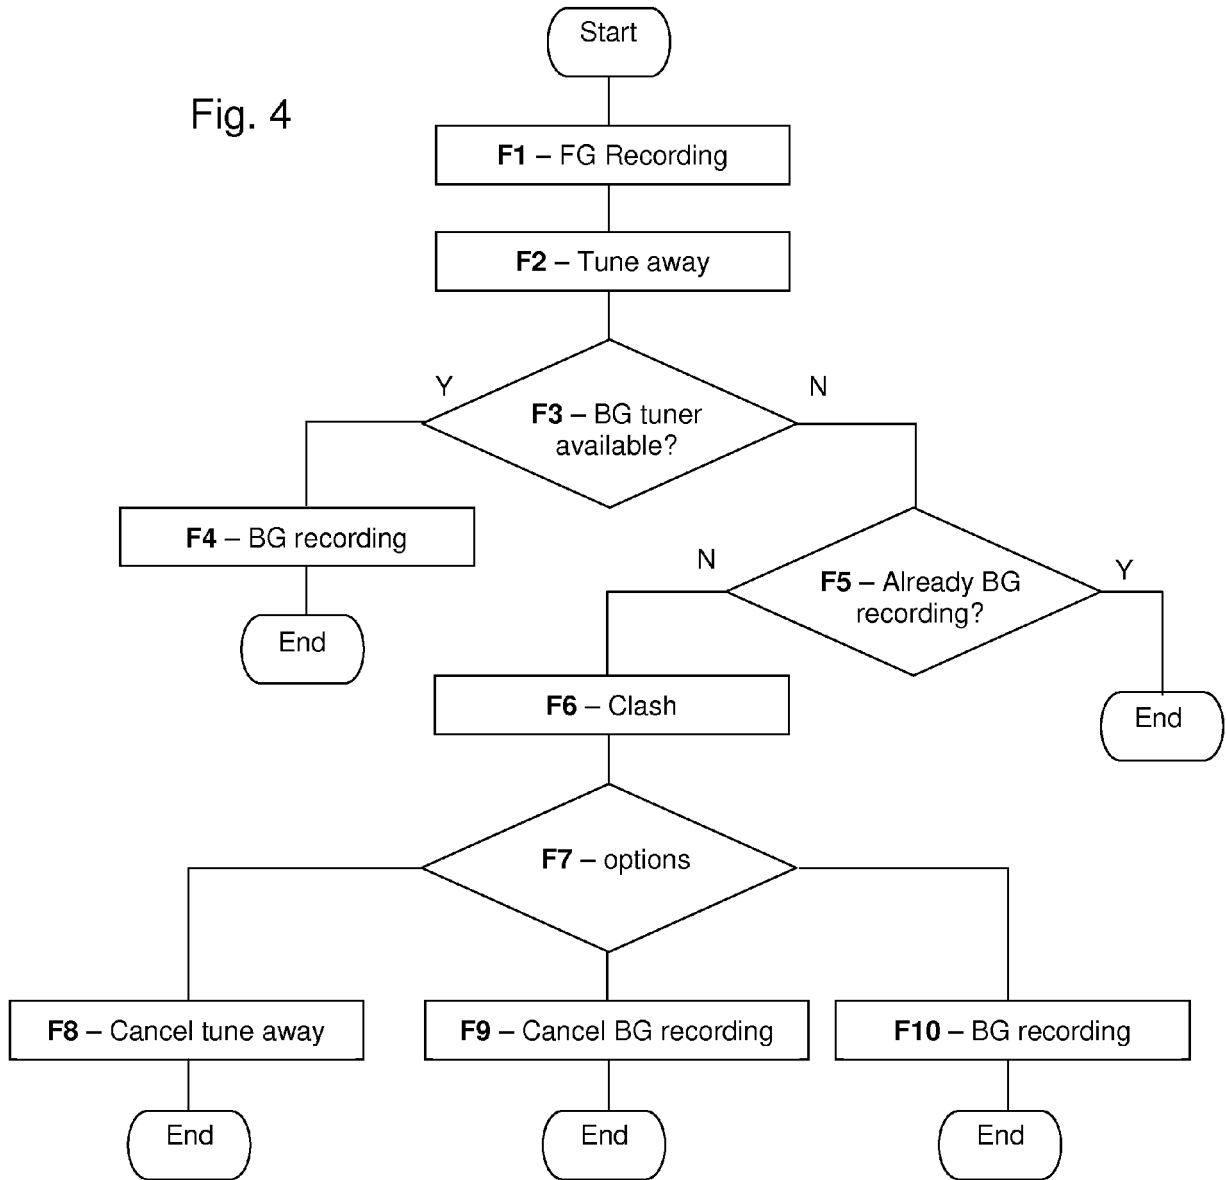 Start
Fig. 4
F1 – FG Recording
F2 – Tune away
Y
N
F3 – BG tuner
available?
F4 – BG recording
N
Y
F5 – Already BG
recording?
End
F6 – Clash
End
F7 – options
F8 – Cancel tune away
F9 – Cancel BG recording
F10 – BG recording
End
End
End